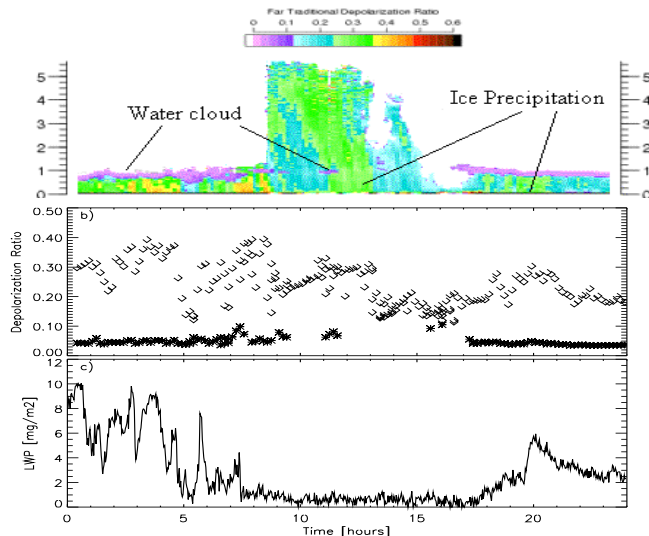 Far Traditional Depolarization Ratio
0 0.1 0.2 0.3 0.4 0.5 0.6
5 5
4 4
3 3
2 2
1 1
0 0
Water cloud
Ice Precipitation
b)
Depolarization Ratio
0.50
0.40
0.30
0.20
0.10
0.00
c)
LWP [mg/m2]
12
10
8
6
4
2
0
0 5 10 15 20
Time [hours]